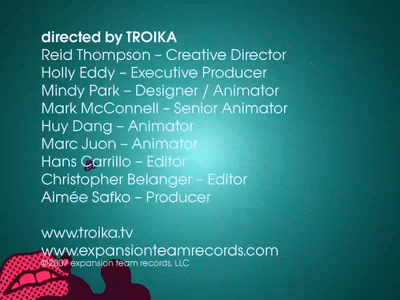 directed by TROIKA
Reid Thompson – Creative Director
Holly Eddy – Executive Producer
Mindy Park – Designer / Animator
Mark McConnell – Senior Animator
Huy Dang – Animator
Marc Juon – Animator
Hans Carrillo – Editor
Christopher Belanger – Editor
Aimée Safko – Producer
www.troika.tv
www.expansionteamrecords.com
©2007 expansion team records, LLC